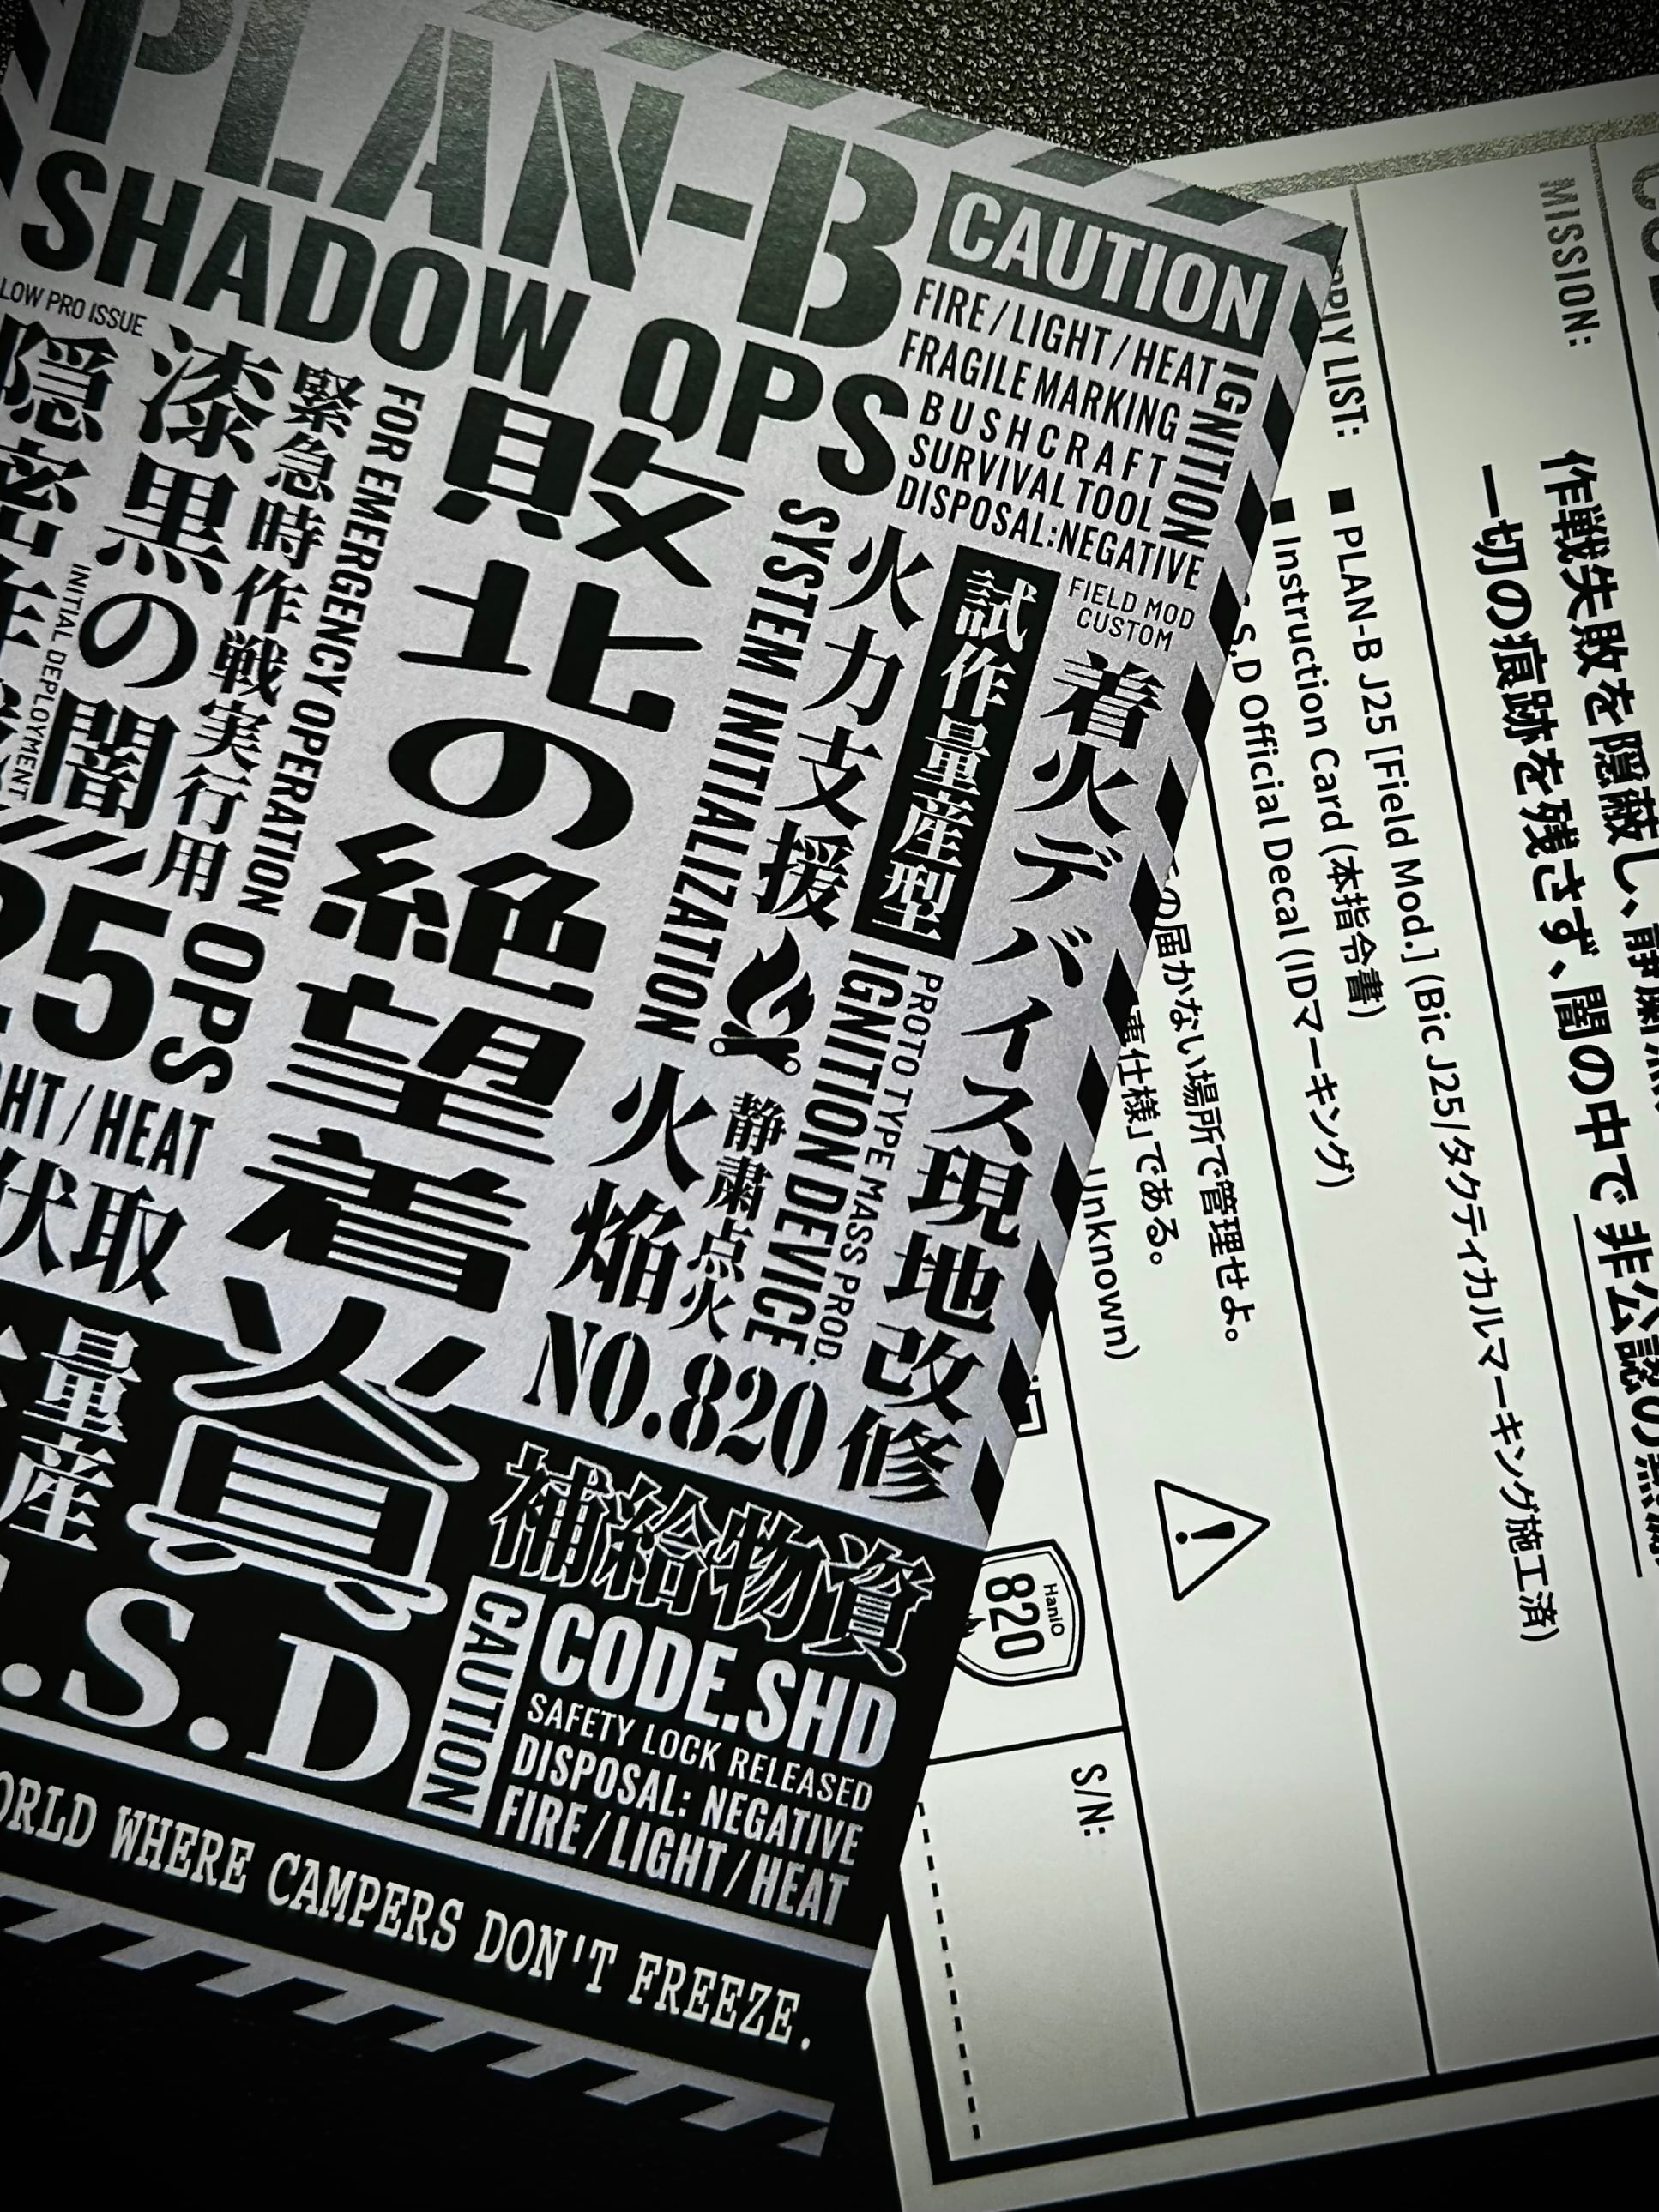 PLAN-B
SHADOW OPS
CAUTION
FIRE/LIGHT/HEAT
FRAGILE MARKING
BUSHCRAFT
SURVIVAL TOOL
DISPOSAL:NEGATIVE
IGNITION
FIELD MOD
CUSTOM
着火デバイス現地改修
試作量産型
PROTO TYPE MASS PROD.
IGNITION DEVICE
火力支援
静粛点火
火焔
SYSTEM INITIALIZATION
NO.820
敗北の絶望着火
FOR EMERGENCY OPERATION
OPS
緊急時作戦実行用
漆黒の闇
LOW PRO ISSUE
隠密
INITIAL DEPLOYMENT
25
HT/HEAT
伏取
量産
.S.D
補給物資
CAUTION
CODE.SHD
SAFETY LOCK RELEASED
DISPOSAL: NEGATIVE
FIRE/LIGHT/HEAT
ORLD WHERE CAMPERS DON'T FREEZE.
MISSION:
作戦失敗を隠蔽し、
一切の痕跡を残さず、闇の中で 非公認の
PLY LIST:
■ PLAN-B J25 [Field Mod.] (Bic J25/タクティカルマーキング施工済)
■ Instruction Card (本指令書)
S.D Official Decal (IDマーキング)
の届かない場所で管理せよ。
仕様」である。
Unknown)
Hanio
820
S/N: